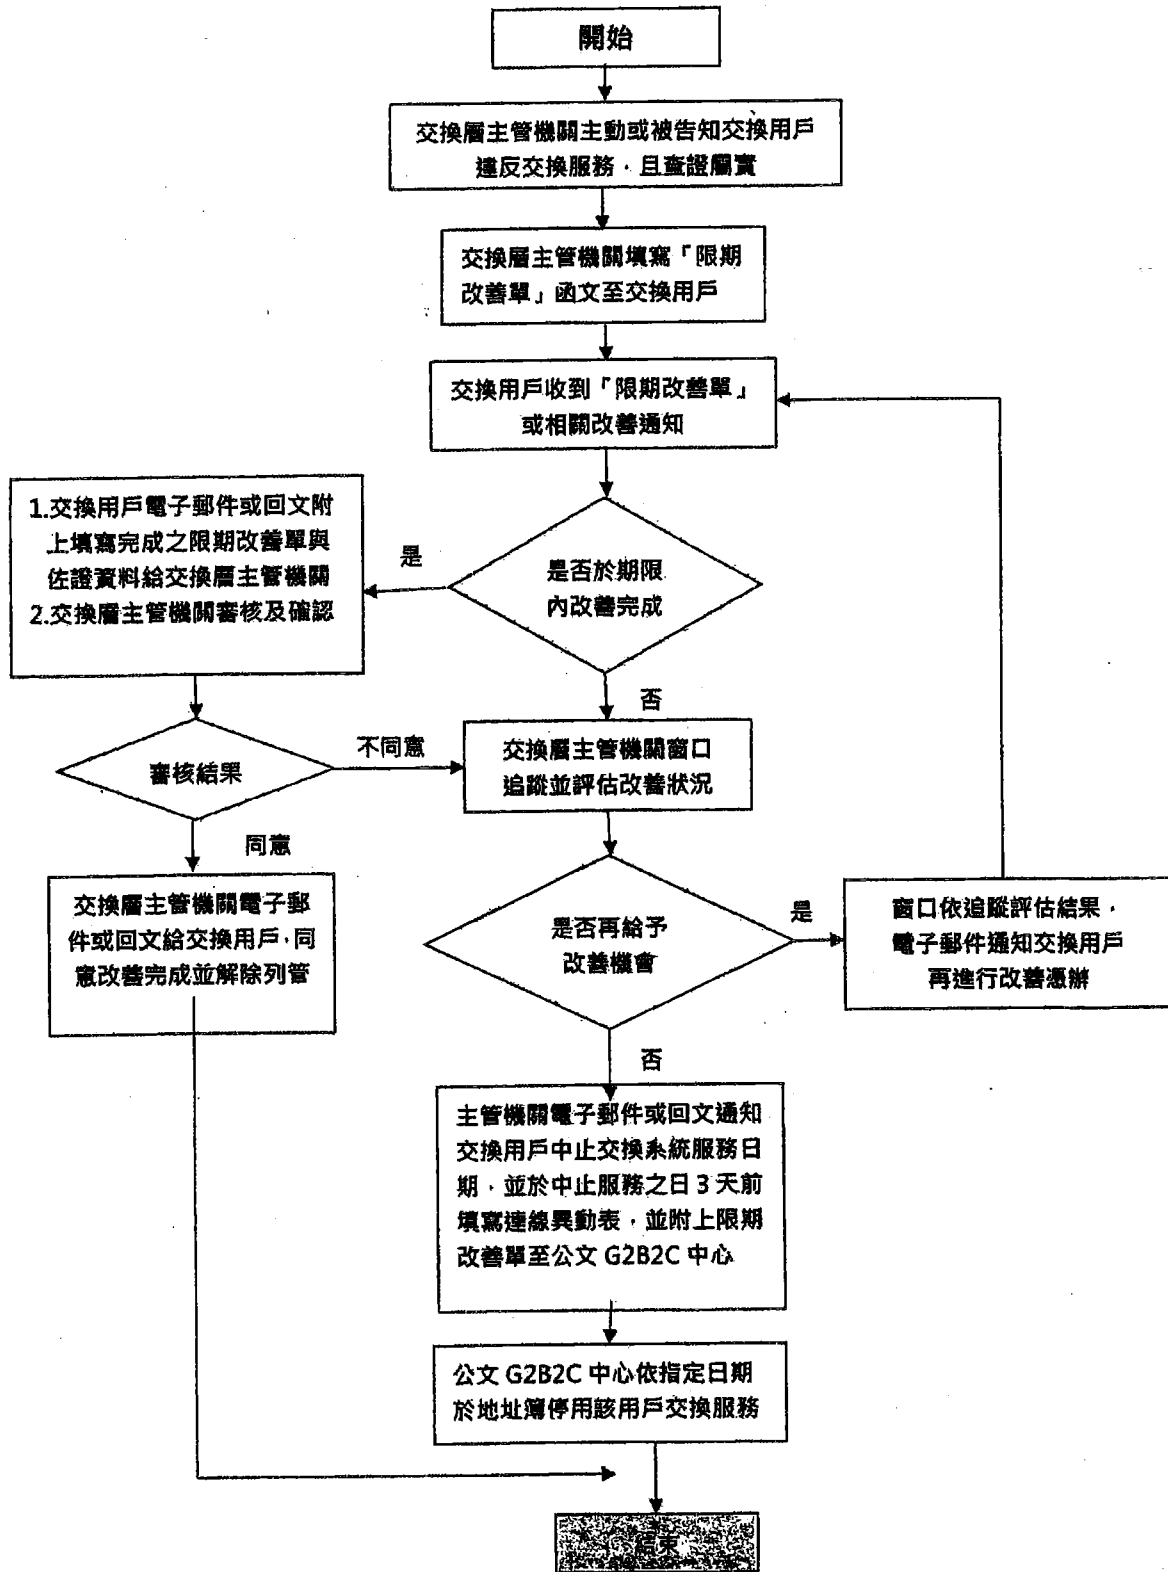 開始
交換層主管機關主動或被告知交換用戶
違反交換服務，且查證屬實
交換層主管機關填寫「限期
改善單」函文至交換用戶
交換用戶收到「限期改善單」
或相關改善通知
1.交換用戶電子郵件或回文附
上填寫完成之限期改善單與
佐證資料給交換層主管機關
2.交換層主管機關審核及確認
是
是否於期限
內改善完成
否
審核結果
不同意
交換層主管機關窗口
追蹤並評估改善狀況
同意
交換層主管機關電子郵
件或回文給交換用戶，同
意改善完成並解除列管
是否再給予
改善機會
是
窗口依追蹤評估結果，
電子郵件通知交換用戶
再進行改善憑辦
否
主管機關電子郵件或回文通知
交換用戶中止交換系統服務日
期，並於中止服務之日 3 天前
填寫連線異動表，並附上限期
改善單至公文 G2B2C 中心
公文 G2B2C 中心依指定日期
於地址簿停用該用戶交換服務
結束